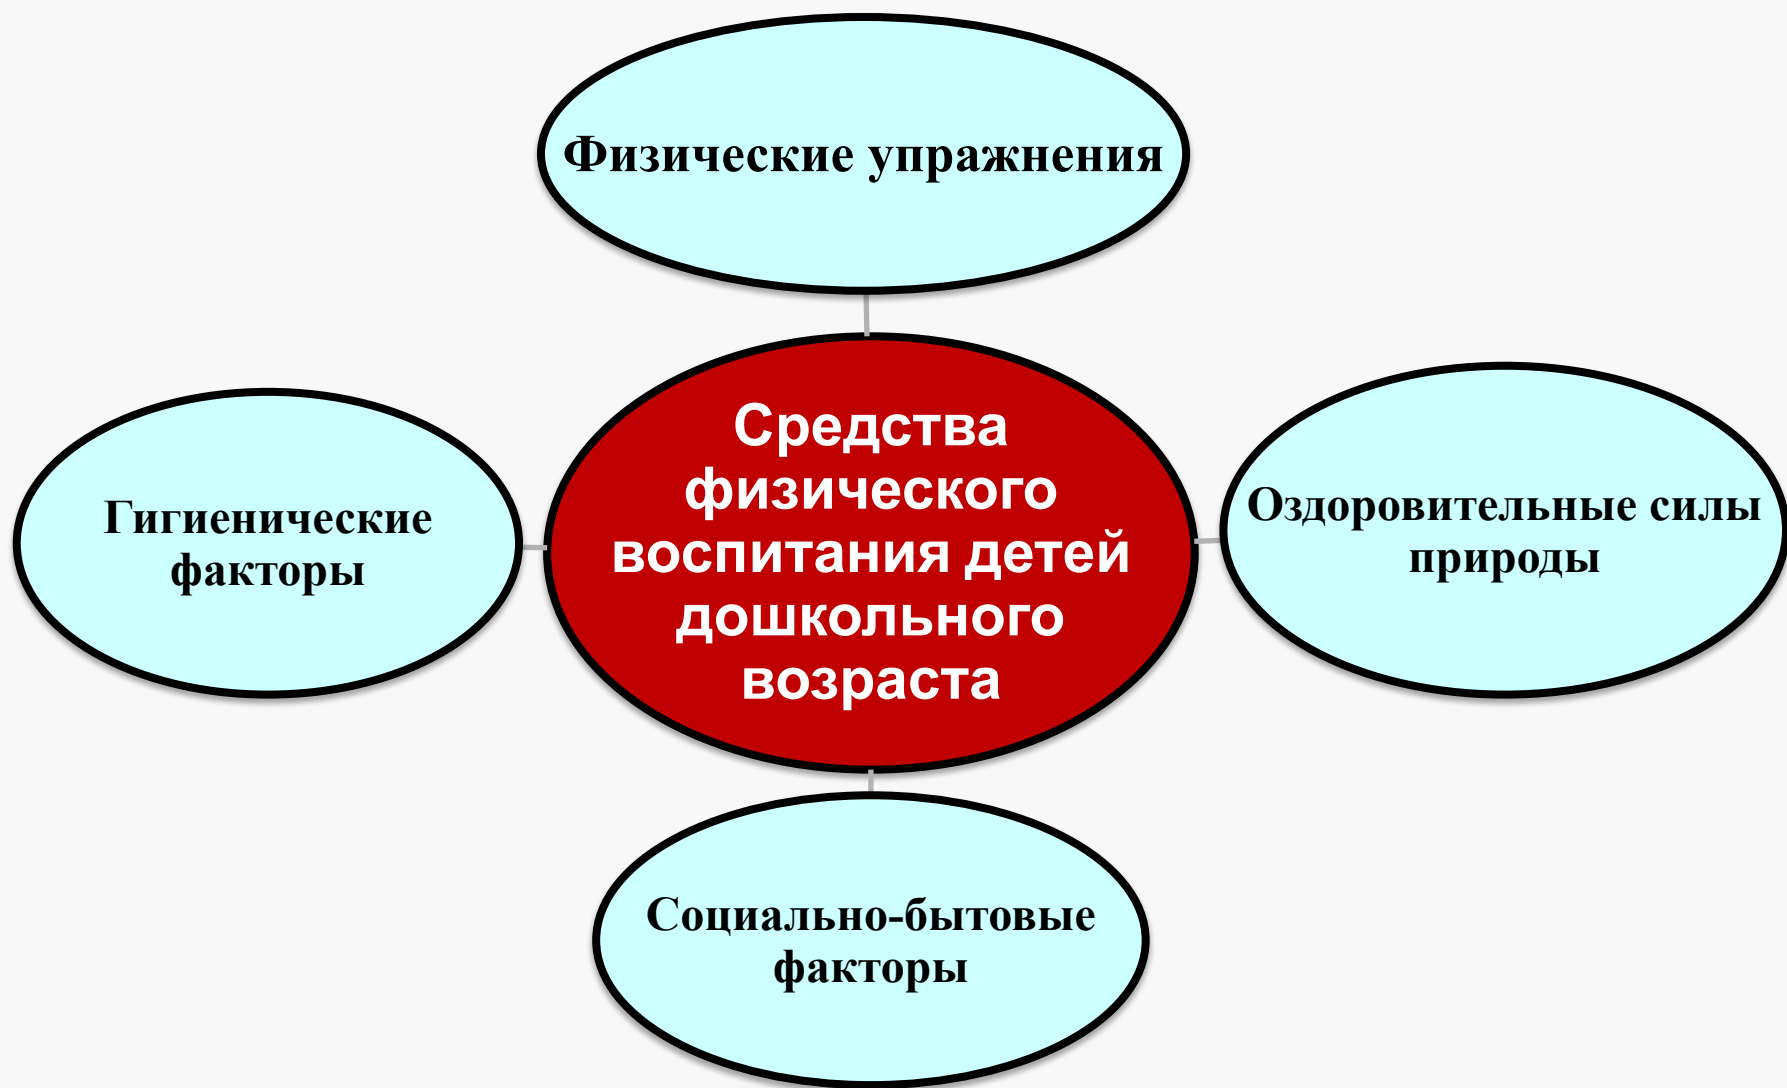 Физические упражнения
Средства
физического
воспитания детей
дошкольного
возраста
Гигиенические
факторы
Оздоровительные силы
природы
Социально-бытовые
факторы